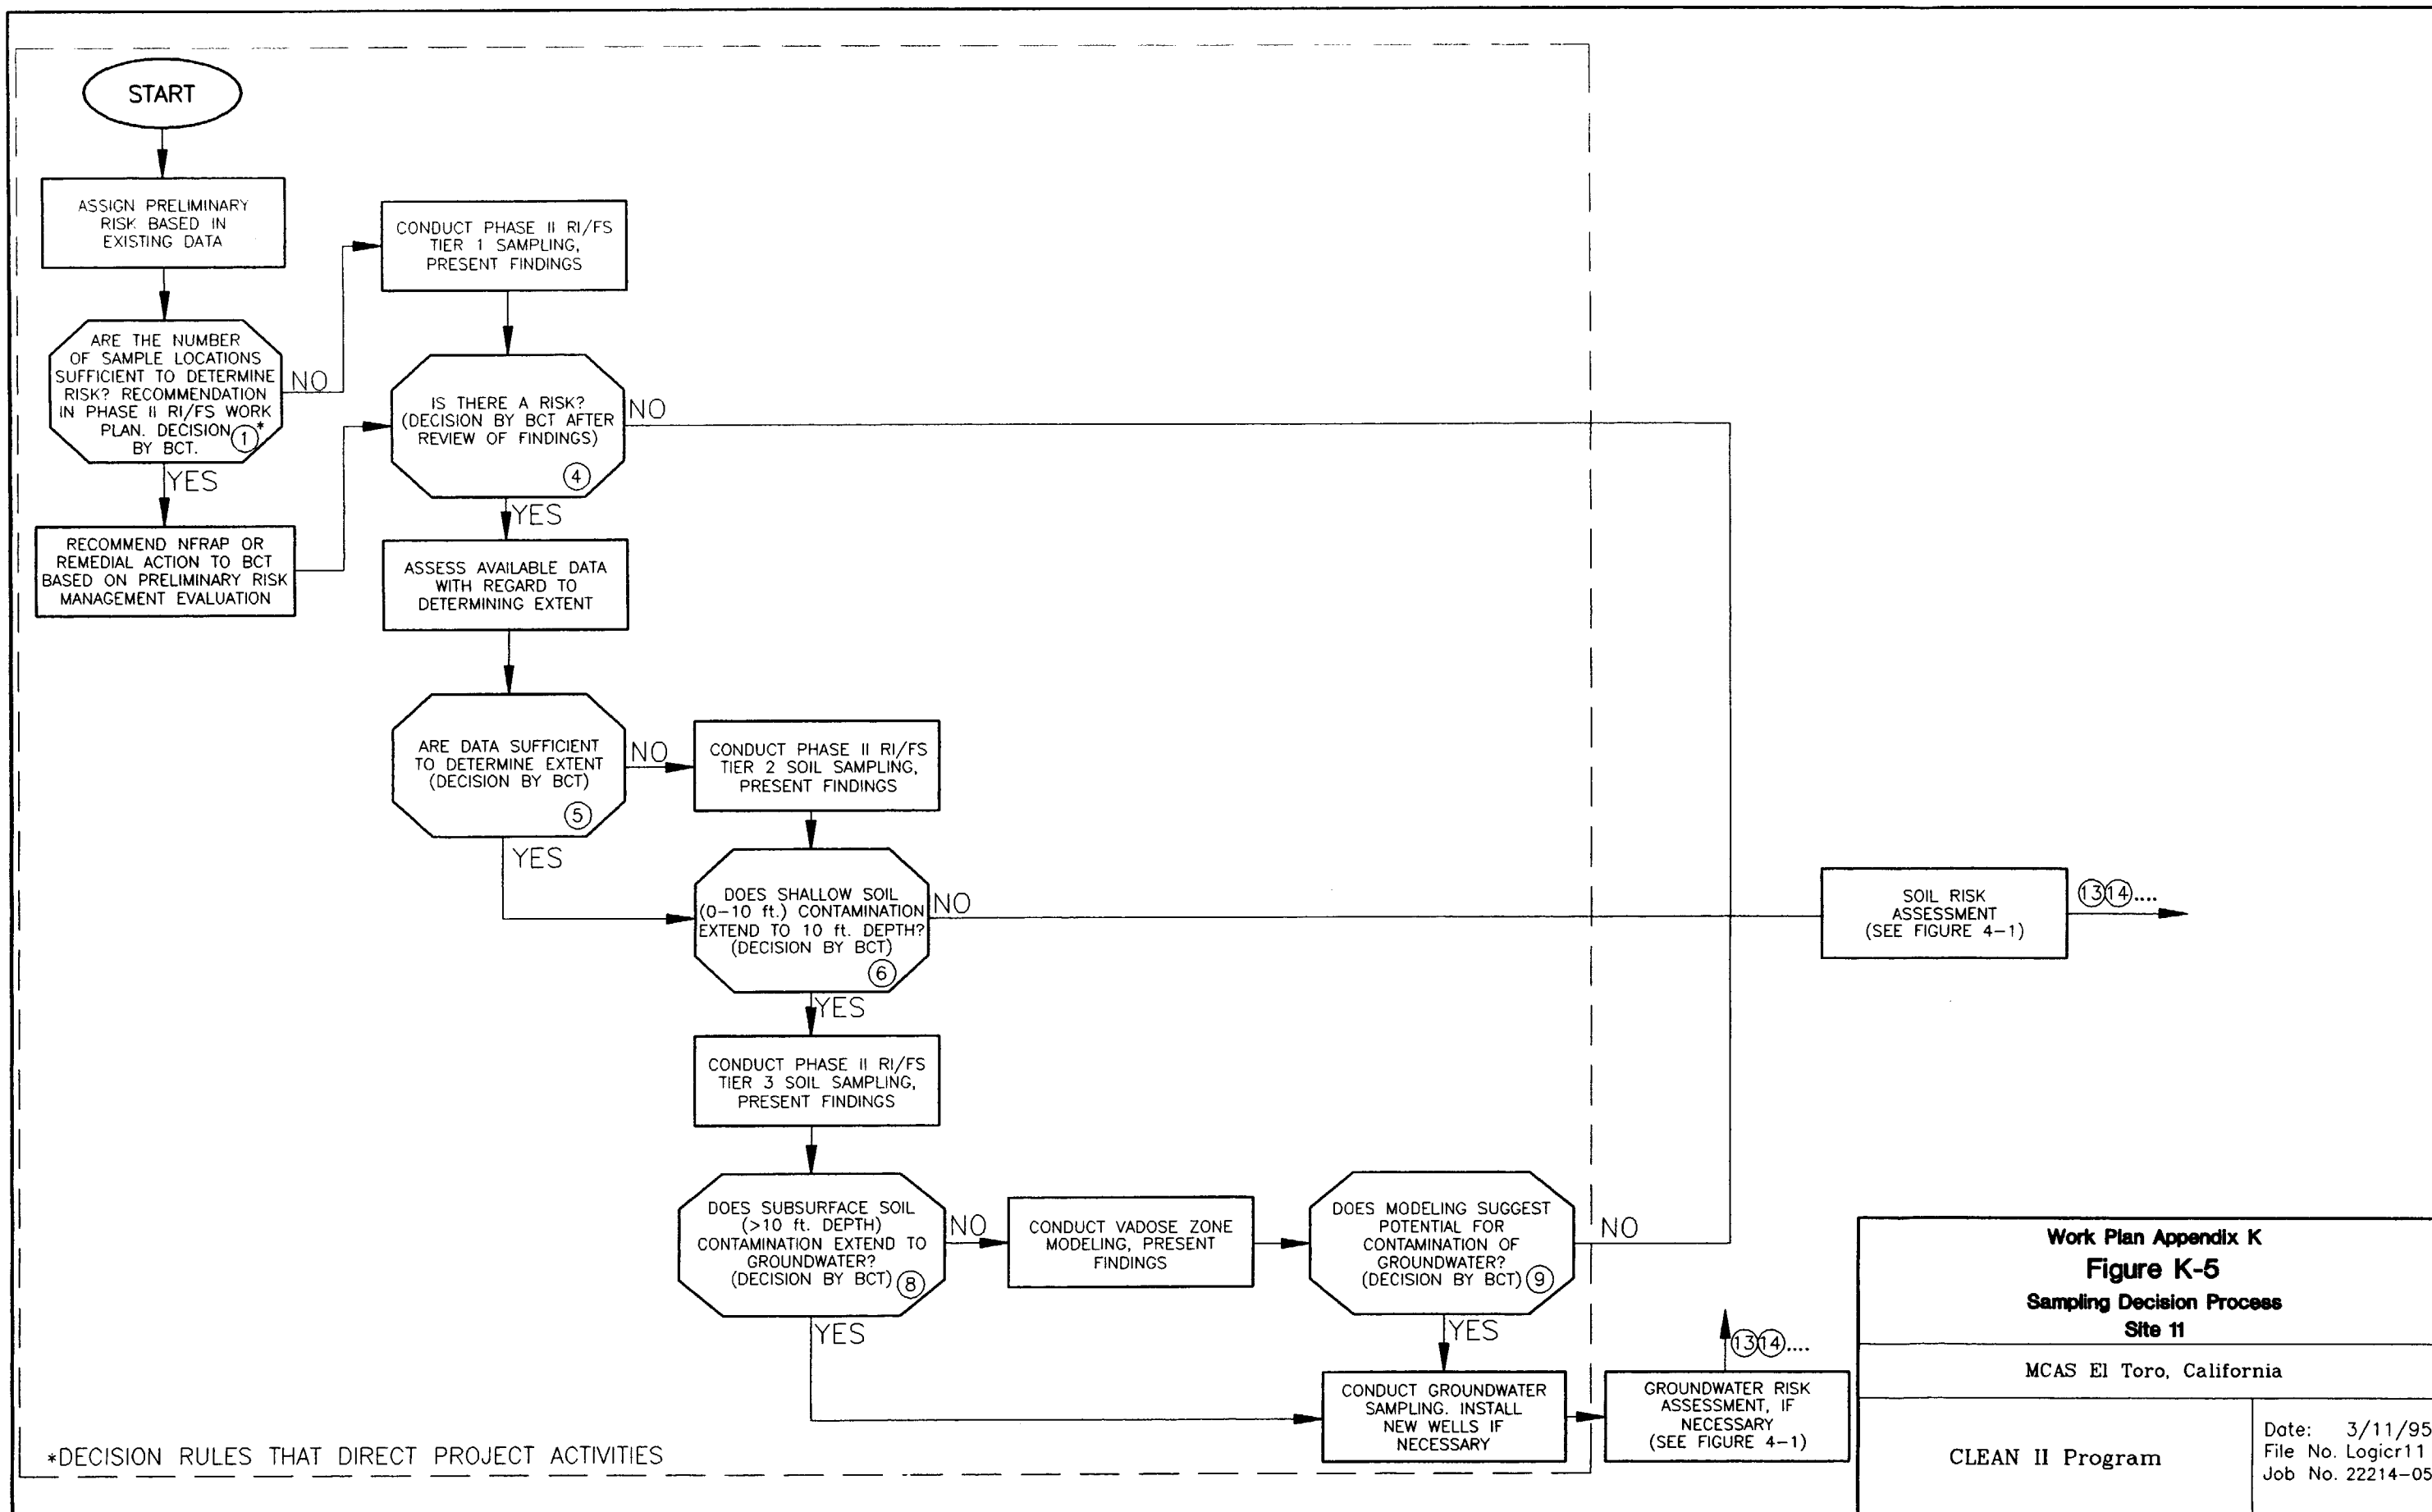 START
ASSIGN PRELIMINARY
RISK BASED IN
EXISTING DATA
ARE THE NUMBER
OF SAMPLE LOCATIONS
SUFFICIENT TO DETERMINE
RISK? RECOMMENDATION
IN PHASE II RI/FS WORK
PLAN. DECISION
BY BCT.
1
*
NO
YES
RECOMMEND NFRAP OR
REMEDIAL ACTION TO BCT
BASED ON PRELIMINARY RISK
MANAGEMENT EVALUATION
CONDUCT PHASE II RI/FS
TIER 1 SAMPLING,
PRESENT FINDINGS
IS THERE A RISK?
(DECISION BY BCT AFTER
REVIEW OF FINDINGS)
4
NO
YES
ASSESS AVAILABLE DATA
WITH REGARD TO
DETERMINING EXTENT
ARE DATA SUFFICIENT
TO DETERMINE EXTENT
(DECISION BY BCT)
5
NO
YES
CONDUCT PHASE II RI/FS
TIER 2 SOIL SAMPLING,
PRESENT FINDINGS
DOES SHALLOW SOIL
(0-10 ft.) CONTAMINATION
EXTEND TO 10 ft. DEPTH?
(DECISION BY BCT)
6
NO
YES
SOIL RISK
ASSESSMENT
(SEE FIGURE 4-1)
13 14....
CONDUCT PHASE II RI/FS
TIER 3 SOIL SAMPLING,
PRESENT FINDINGS
DOES SUBSURFACE SOIL
(>10 ft. DEPTH)
CONTAMINATION EXTEND TO
GROUNDWATER?
(DECISION BY BCT)
8
NO
YES
CONDUCT VADOSE ZONE
MODELING, PRESENT
FINDINGS
DOES MODELING SUGGEST
POTENTIAL FOR
CONTAMINATION OF
GROUNDWATER?
(DECISION BY BCT)
9
NO
YES
CONDUCT GROUNDWATER
SAMPLING. INSTALL
NEW WELLS IF
NECESSARY
13 14....
GROUNDWATER RISK
ASSESSMENT, IF
NECESSARY
(SEE FIGURE 4-1)
*DECISION RULES THAT DIRECT PROJECT ACTIVITIES
Work Plan Appendix K
Figure K-5
Sampling Decision Process
Site 11
MCAS El Toro, California
CLEAN II Program
Date: 3/11/95
File No. Logicr11
Job No. 22214-05